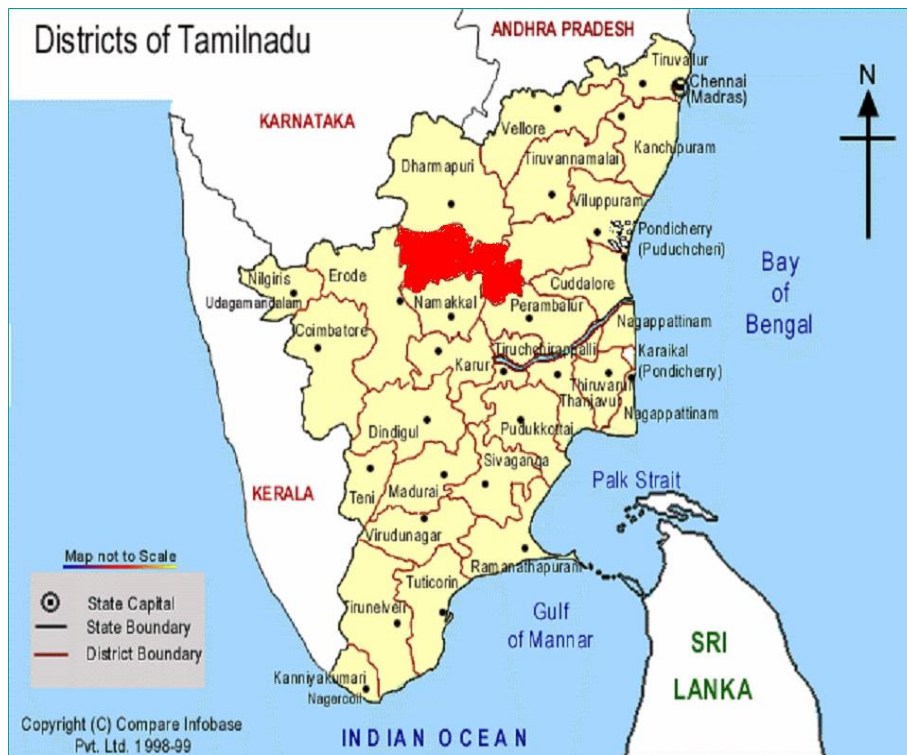 Districts of Tamilnadu
ANDHRA PRADESH
N
Tiruvallur
Chennai
(Madras)
KARNATAKA
Vellore
Kanchipuram
Dharmapuri
Tiruvannamalai
Viluppuram
Pondicherry
(Puduchcheri)
Nilgiris
Erode
Cuddalore
Bay
of
Bengal
Udagamandalam
Namakkal
Perambalur
Coimbatore
Nagappattinam
Tiruchchirappalli
Karaikal
(Pondicherry)
Karur
Thiruvarur
Thanjavur
Nagappattinam
Dindigul
Pudukkottai
Sivaganga
Palk Strait
KERALA
Teni
Madurai
Virudunagar
Map not to Scale
Ramanathapuram
State Capital
State Boundary
District Boundary
Tuticorin
Tirunelveli
Gulf
of Mannar
SRI
LANKA
Kanniyakumari
Nagercoil
Copyright (C) Compare Infobase
Pvt. Ltd. 1998-99
INDIAN OCEAN